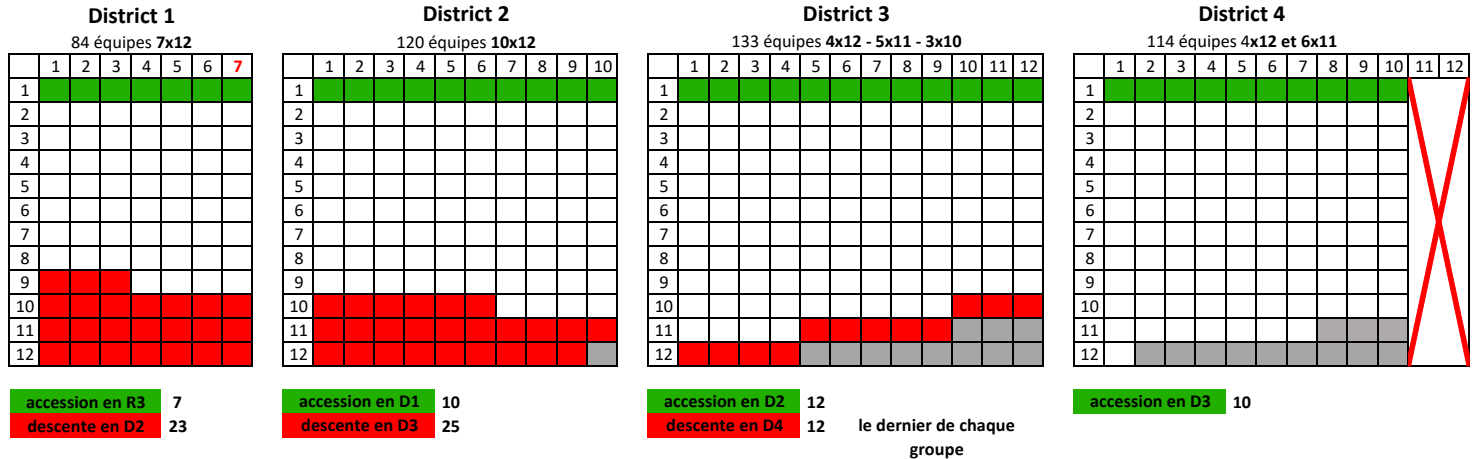 District 1
84 équipes 7x12
1 2 3 4 5 6 7
1
2
3
4
5
6
7
8
9
10
11
12
accession en R3 7
descente en D2 23
District 2
120 équipes 10x12
1 2 3 4 5 6 7 8 9 10
1
2
3
4
5
6
7
8
9
10
11
12
accession en D1 10
descente en D3 25
District 3
133 équipes 4x12 - 5x11 - 3x10
1 2 3 4 5 6 7 8 9 10 11 12
1
2
3
4
5
6
7
8
9
10
11
12
accession en D2 12
descente en D4 12 le dernier de chaque
groupe
District 4
114 équipes 4x12 et 6x11
1 2 3 4 5 6 7 8 9 10 11 12
1
2
3
4
5
6
7
8
9
10
11
12
accession en D3 10